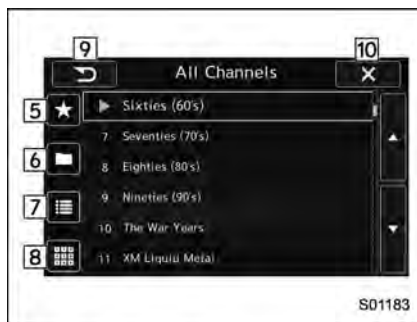 9
10
All Channels
5
Sixties (60's)
7 Seventies (70's)
6
8 Eighties (80's)
7
9 Nineties (90's)
10 The War Years
8
11 XM Liquid Metal
S01183